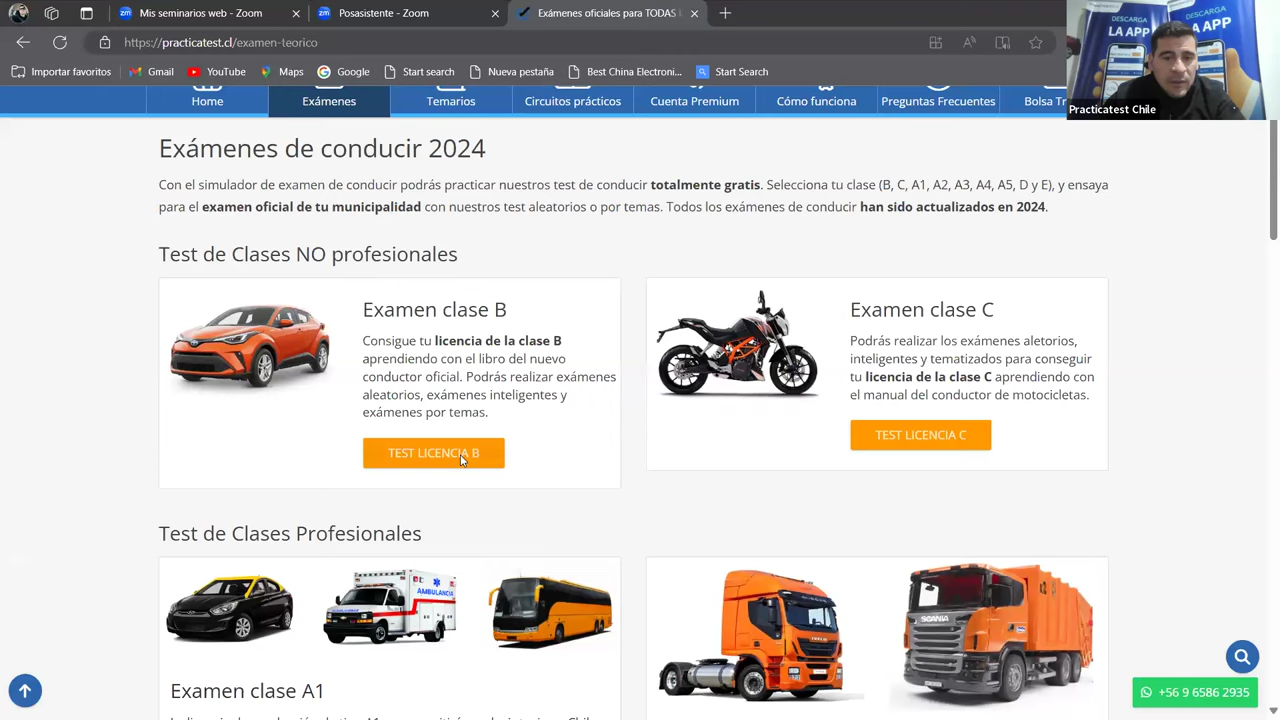 Mis seminarios web - Zoom
Posasistente - Zoom
Exámenes oficiales para TODAS l
https://practicatest.cl/examen-teorico
Importar favoritos
Gmail
YouTube
Maps
Google
Start search
Nueva pestaña
Best China Electroni...
Start Search
DESCARGA
LA APP
DESCARGA
LA APP
Practicatest Chile
Home
Exámenes
Temarios
Circuitos prácticos
Cuenta Premium
Cómo funciona
Preguntas Frecuentes
Bolsa Tr
Exámenes de conducir 2024
Con el simulador de examen de conducir podrás practicar nuestros test de conducir totalmente gratis. Selecciona tu clase (B, C, A1, A2, A3, A4, A5, D y E), y ensaya
para el examen oficial de tu municipalidad con nuestros test aleatorios o por temas. Todos los exámenes de conducir han sido actualizados en 2024.
Test de Clases NO profesionales
Examen clase B
Consigue tu licencia de la clase B
aprendiendo con el libro del nuevo
conductor oficial. Podrás realizar exámenes
aleatorios, exámenes inteligentes y
exámenes por temas.
TEST LICENCIA B
Examen clase C
Podrás realizar los exámenes aletorios,
inteligentes y tematizados para conseguir
tu licencia de la clase C aprendiendo con
el manual del conductor de motocicletas.
TEST LICENCIA C
Test de Clases Profesionales
AMBULANCIA
SCANIA
Examen clase A1
+56 9 6586 2935